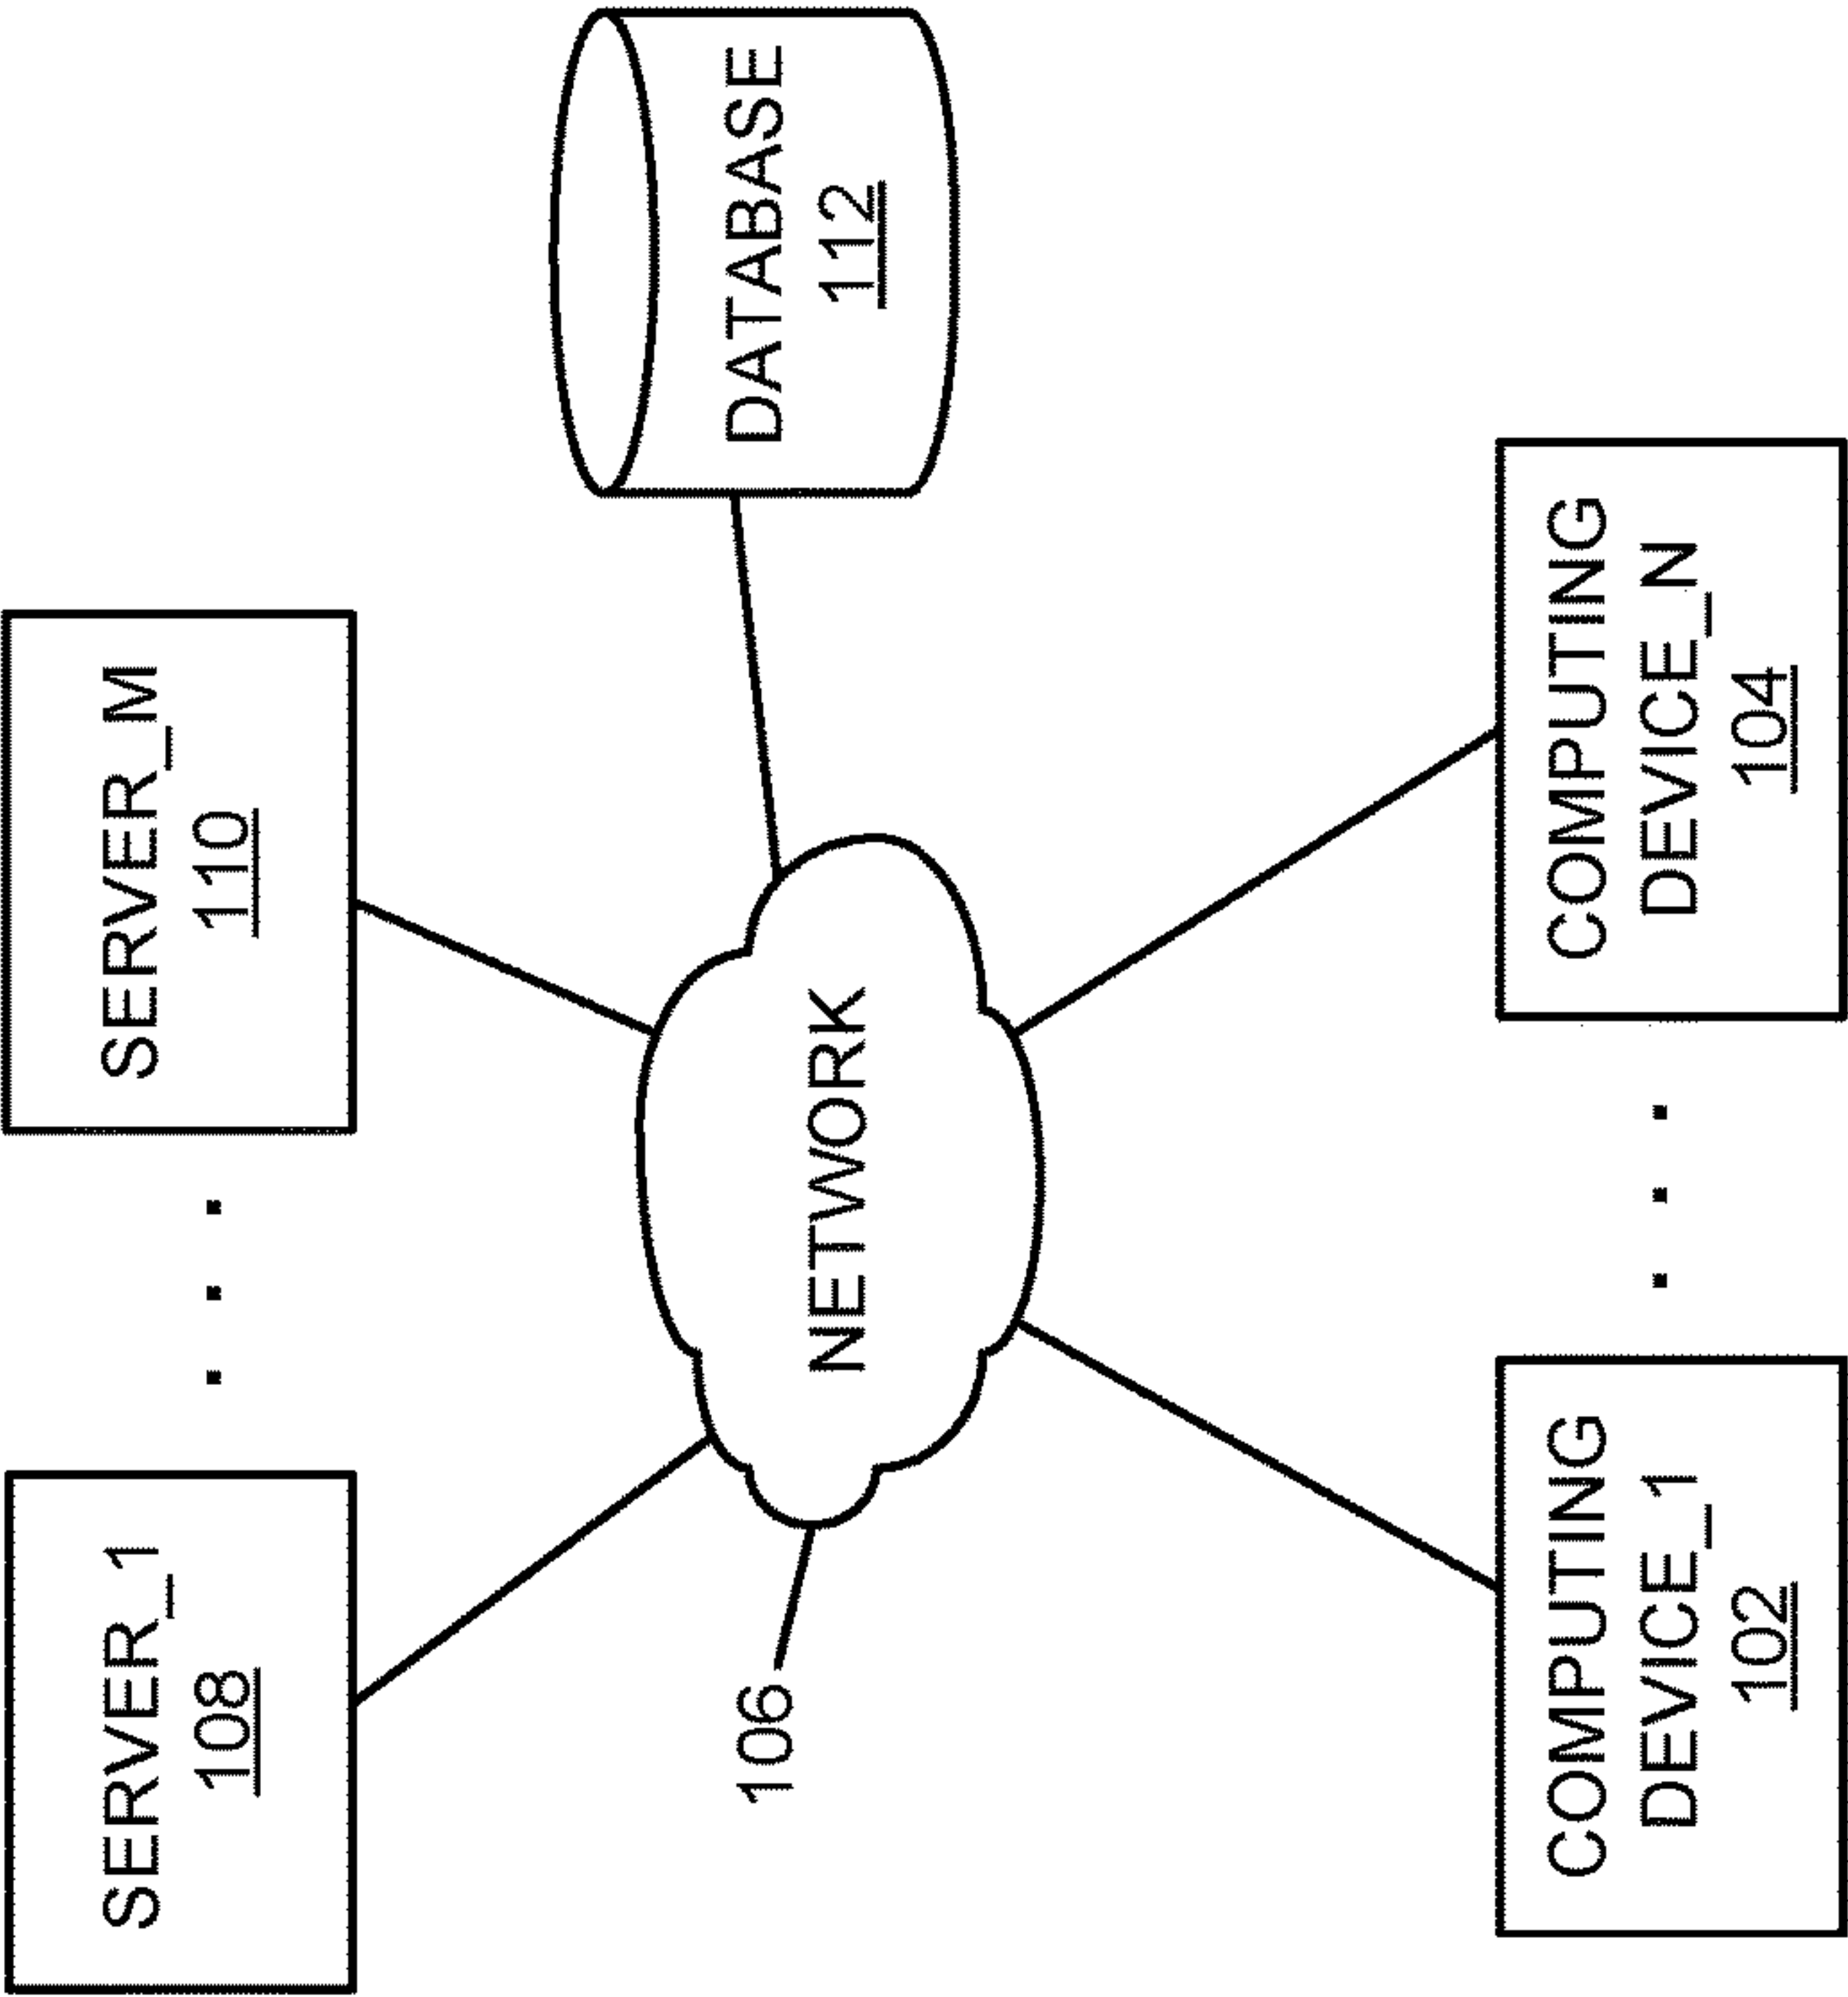 SERVER_1
108
SERVER_M
110
DATABASE
112
NETWORK
106
COMPUTING
DEVICE_1
102
COMPUTING
DEVICE_N
104